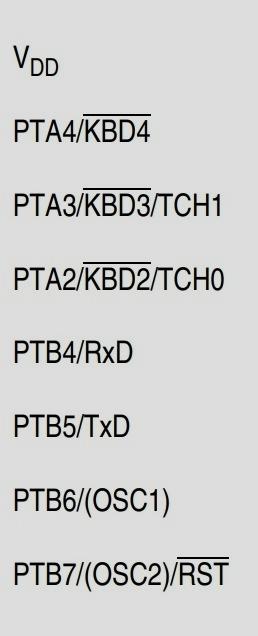 VDD
PTA4/KBD4
PTA3/KBD3/TCH1
PTA2/KBD2/TCH0
PTB4/RxD
PTB5/TxD
PTB6/(OSC1)
PTB7/(OSC2)/RST